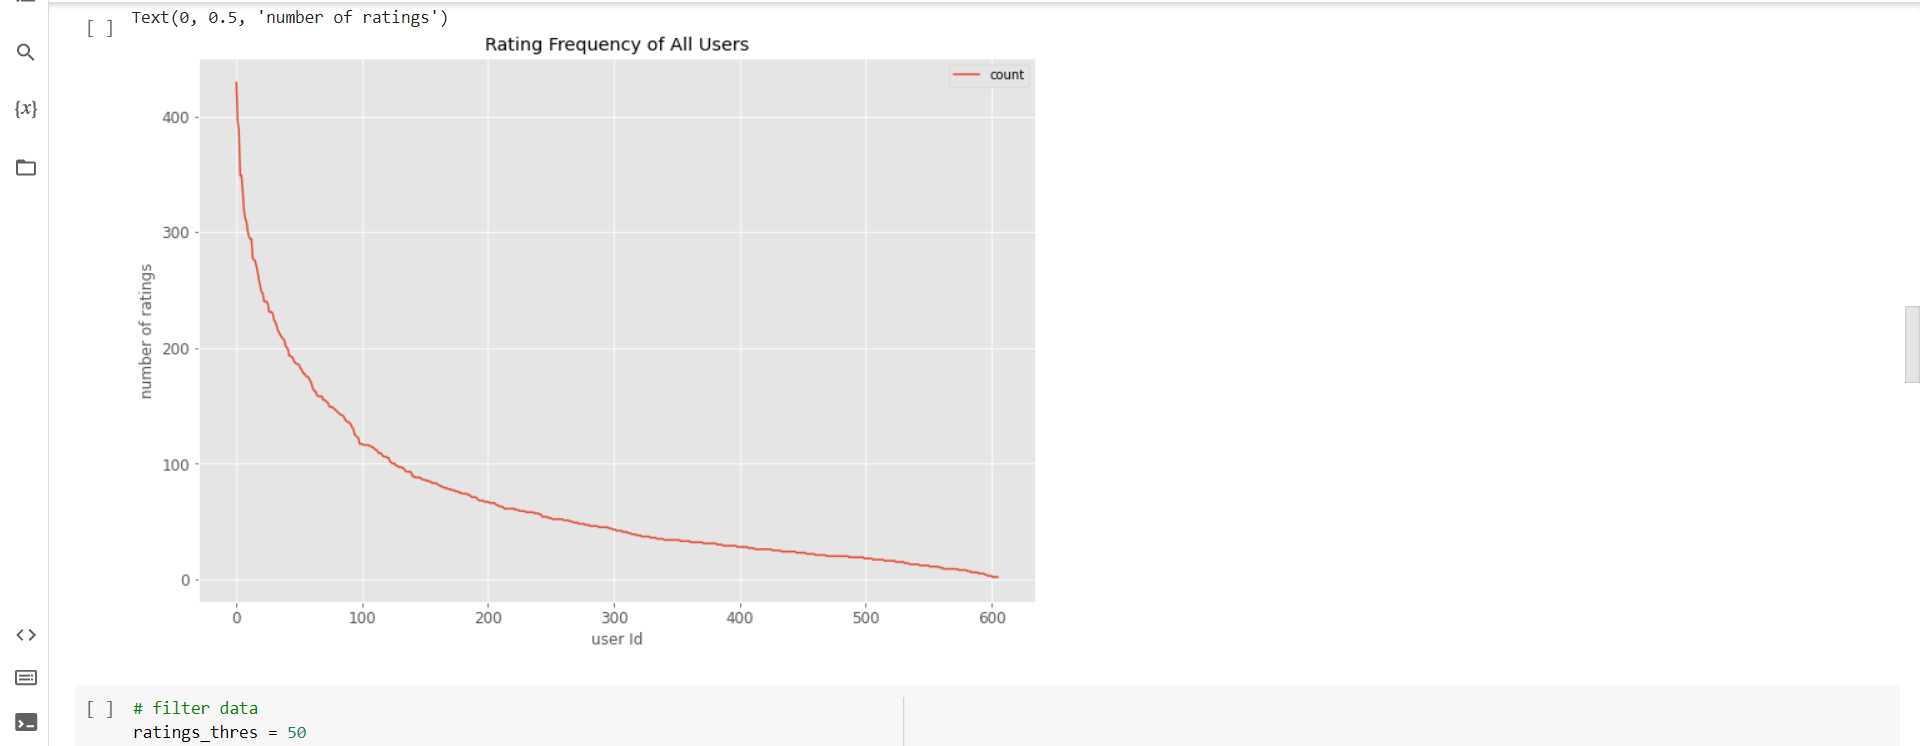 Text(0, 0.5, 'number of ratings')
[ ]
Rating Frequency of All Users
count
{x}
400
300
200
100
0
number of ratings
0 100 200 300 400 500 600
user Id
<>
[ ] # filter data
ratings_thres = 50